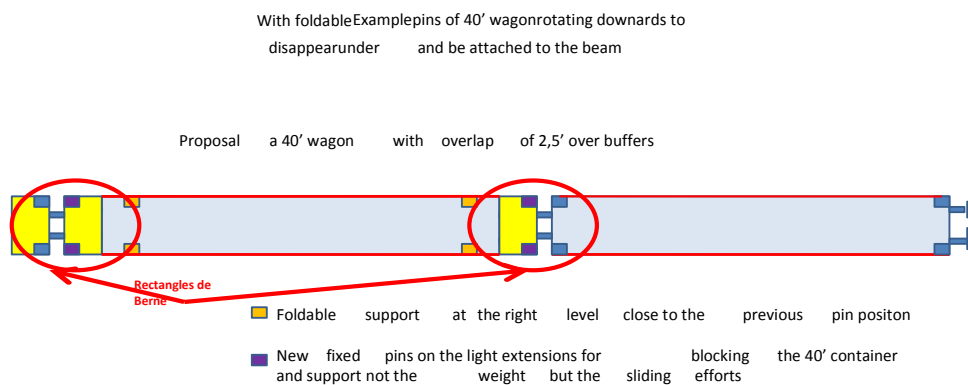 With foldable Example pins of 40’ wagon rotating downards to
disappear under and be attached to the beam
Proposal a 40’ wagon with overlap of 2,5’ over buffers
Rectangles de
Berne
Foldable support at the right level close to the previous pin positon
New fixed pins on the light extensions for blocking the 40’ container
and support not the weight but the sliding efforts